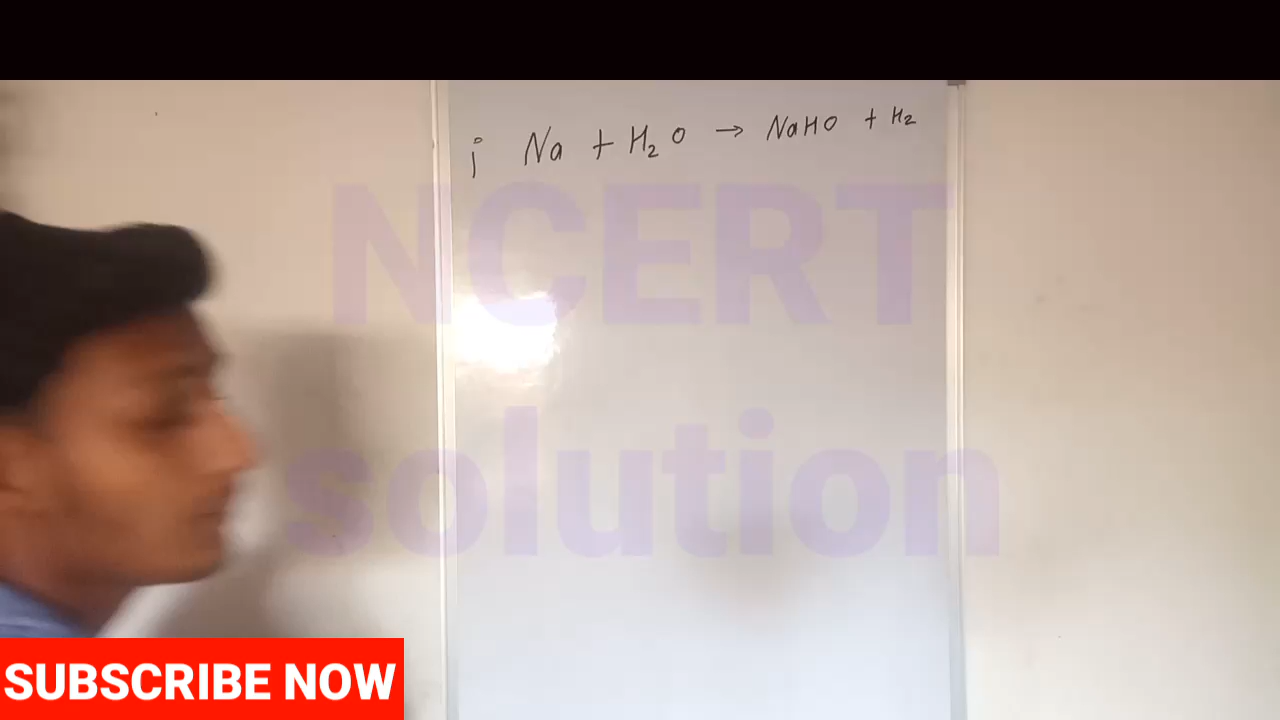 i Na + H₂O → NaHO + H₂
NCERT
solution
SUBSCRIBE NOW